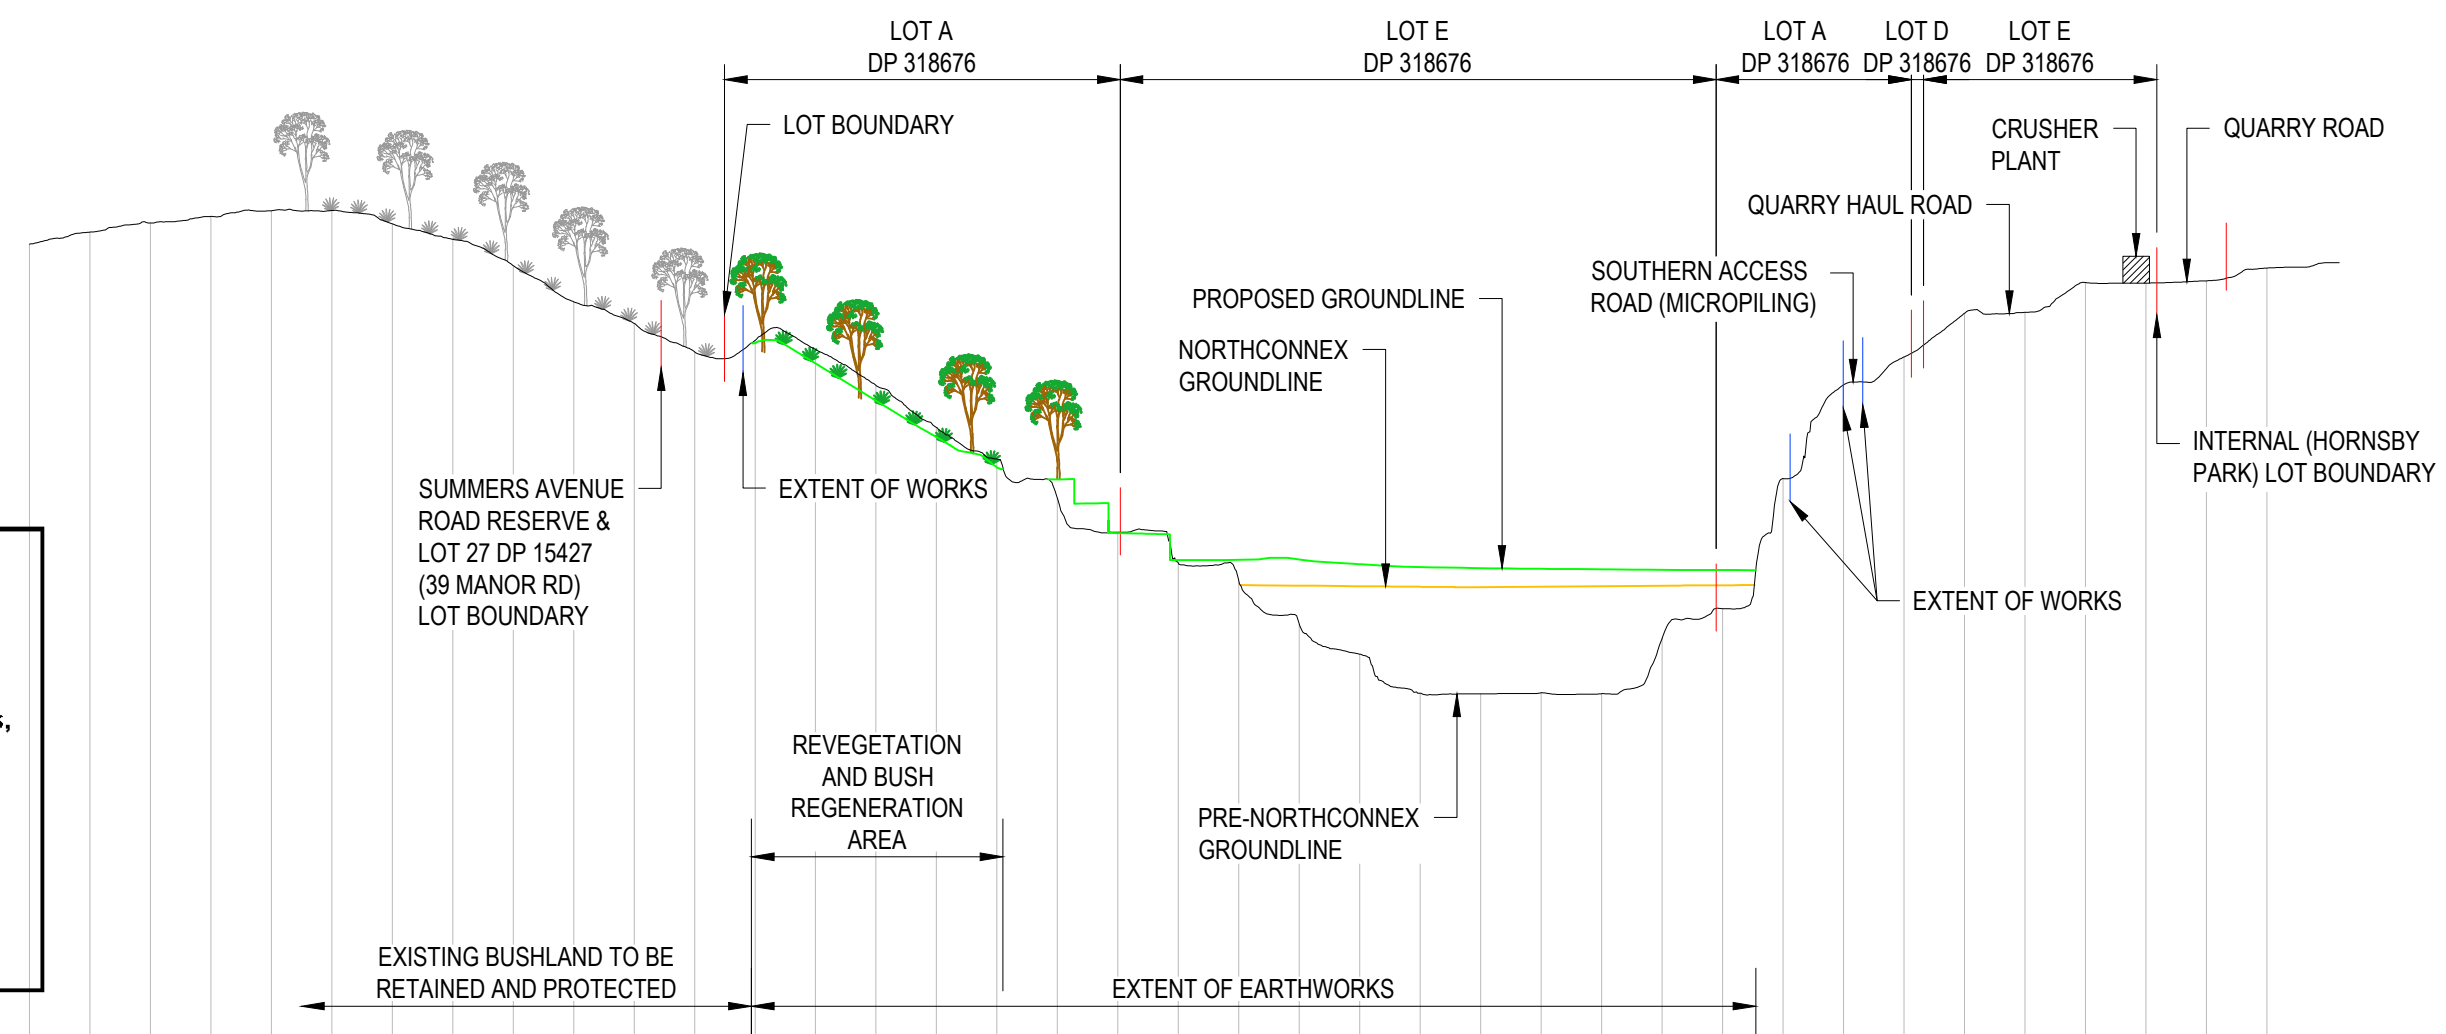 LOT A
DP 318676
LOT E
DP 318676
LOT A
DP 318676
LOT D
DP 318676
LOT E
DP 318676
LOT BOUNDARY
CRUSHER
PLANT
QUARRY ROAD
QUARRY HAUL ROAD
SOUTHERN ACCESS
ROAD (MICROPILING)
PROPOSED GROUNDLINE
NORTHCONNEX
GROUNDLINE
INTERNAL (HORNSBY
PARK) LOT BOUNDARY
SUMMERS AVENUE
ROAD RESERVE &
LOT 27 DP 15427
(39 MANOR RD)
LOT BOUNDARY
EXTENT OF WORKS
EXTENT OF WORKS
REVEGETATION
AND BUSH
REGENERATION
AREA
PRE-NORTHCONNEX
GROUNDLINE
EXISTING BUSHLAND TO BE
RETAINED AND PROTECTED
EXTENT OF EARTHWORKS